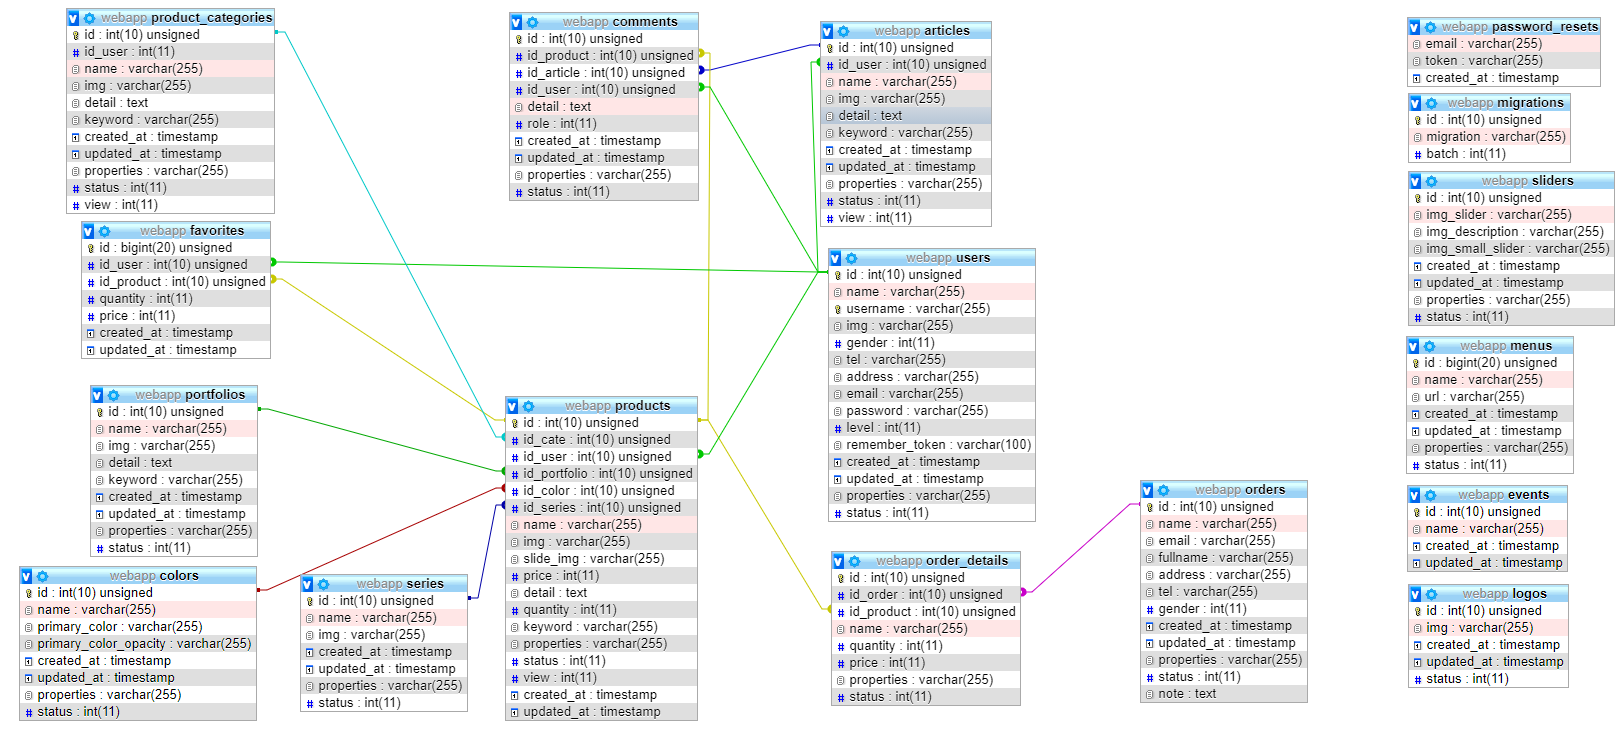 webapp product_categories
id : int(10) unsigned
id_user : int(11)
name : varchar(255)
img : varchar(255)
detail : text
keyword : varchar(255)
created_at : timestamp
updated_at : timestamp
properties : varchar(255)
status : int(11)
view : int(11)
webapp favorites
id : bigint(20) unsigned
id_user : int(10) unsigned
id_product : int(10) unsigned
quantity : int(11)
price : int(11)
created_at : timestamp
updated_at : timestamp
webapp portfolios
id : int(10) unsigned
name : varchar(255)
img : varchar(255)
detail : text
keyword : varchar(255)
created_at : timestamp
updated_at : timestamp
properties : varchar(255)
status : int(11)
webapp colors
id : int(10) unsigned
name : varchar(255)
primary_color : varchar(255)
primary_color_opacity : varchar(255)
created_at : timestamp
updated_at : timestamp
properties : varchar(255)
status : int(11)
webapp series
id : int(10) unsigned
name : varchar(255)
img : varchar(255)
created_at : timestamp
updated_at : timestamp
properties : varchar(255)
status : int(11)
webapp comments
id : int(10) unsigned
id_product : int(10) unsigned
id_article : int(10) unsigned
id_user : int(10) unsigned
detail : text
role : int(11)
created_at : timestamp
updated_at : timestamp
properties : varchar(255)
status : int(11)
webapp products
id : int(10) unsigned
id_cate : int(10) unsigned
id_user : int(10) unsigned
id_portfolio : int(10) unsigned
id_color : int(10) unsigned
id_series : int(10) unsigned
name : varchar(255)
img : varchar(255)
slide_img : varchar(255)
price : int(11)
detail : text
quantity : int(11)
keyword : varchar(255)
properties : varchar(255)
status : int(11)
view : int(11)
created_at : timestamp
updated_at : timestamp
webapp articles
id : int(10) unsigned
id_user : int(10) unsigned
name : varchar(255)
img : varchar(255)
detail : text
keyword : varchar(255)
created_at : timestamp
updated_at : timestamp
properties : varchar(255)
status : int(11)
view : int(11)
webapp users
id : int(10) unsigned
name : varchar(255)
username : varchar(255)
img : varchar(255)
gender : int(11)
tel : varchar(255)
address : varchar(255)
email : varchar(255)
password : varchar(255)
level : int(11)
remember_token : varchar(100)
created_at : timestamp
updated_at : timestamp
properties : varchar(255)
status : int(11)
webapp order_details
id : int(10) unsigned
id_order : int(10) unsigned
id_product : int(10) unsigned
name : varchar(255)
quantity : int(11)
price : int(11)
properties : varchar(255)
status : int(11)
webapp orders
id : int(10) unsigned
name : varchar(255)
email : varchar(255)
fullname : varchar(255)
address : varchar(255)
tel : varchar(255)
gender : int(11)
created_at : timestamp
updated_at : timestamp
properties : varchar(255)
status : int(11)
note : text
webapp password_resets
email : varchar(255)
token : varchar(255)
created_at : timestamp
webapp migrations
id : int(10) unsigned
migration : varchar(255)
batch : int(11)
webapp sliders
id : int(10) unsigned
img_slider : varchar(255)
img_description : varchar(255)
img_small_slider : varchar(255)
created_at : timestamp
updated_at : timestamp
properties : varchar(255)
status : int(11)
webapp menus
id : bigint(20) unsigned
name : varchar(255)
url : varchar(255)
created_at : timestamp
updated_at : timestamp
properties : varchar(255)
status : int(11)
webapp events
id : int(10) unsigned
name : varchar(255)
created_at : timestamp
updated_at : timestamp
webapp logos
id : int(10) unsigned
img : varchar(255)
created_at : timestamp
updated_at : timestamp
status : int(11)